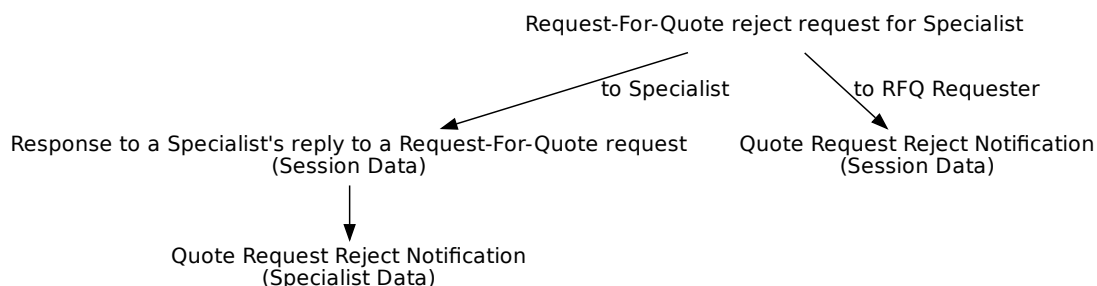 Request-For-Quote reject request for Specialist
to Specialist
to RFQ Requester
Response to a Specialist's reply to a Request-For-Quote request
(Session Data)
Quote Request Reject Notification
(Session Data)
Quote Request Reject Notification
(Specialist Data)